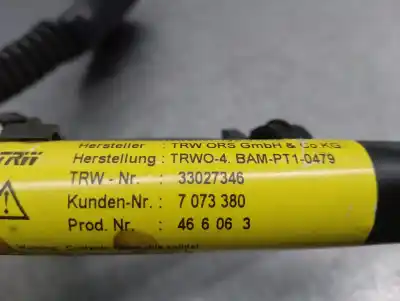 TRW
Hersteller : TRW ORS GmbH & Co KG
Herstellung : TRWO-4. BAM-PT1-0479
TRW - Nr. : 33027346
Kunden-Nr. : 7 073 380
Prod. Nr. : 46 6 06 3